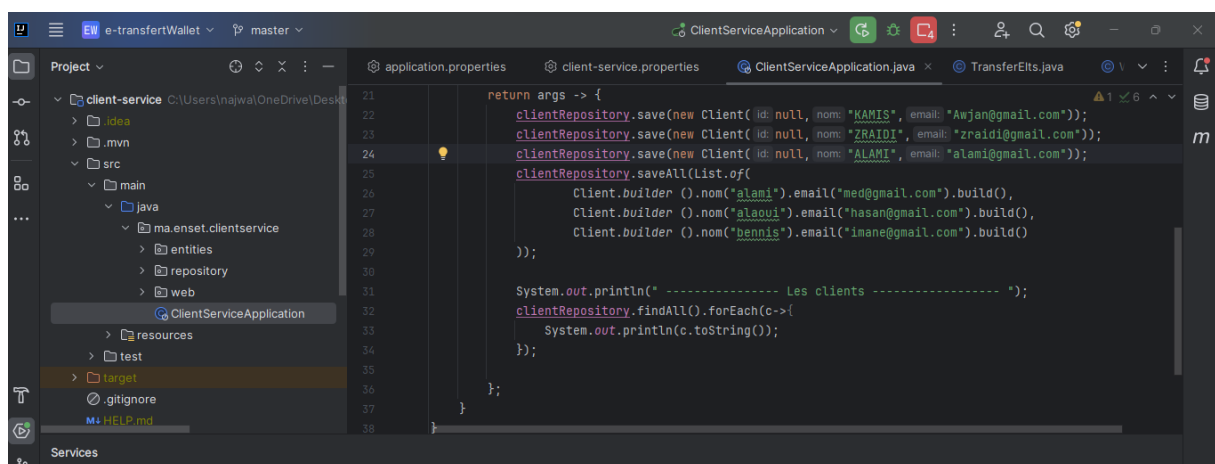 EW e-transfertWallet master ClientServiceApplication 4
Project
application.properties client-service.properties ClientServiceApplication.java TransferElts.java
client-service C:\Users\najwa\OneDrive\Deskt
.idea
.mvn
src
main
java
ma.enset.clientservice
entities
repository
web
ClientServiceApplication
resources
test
target
.gitignore
M↓ HELP.md
1 6
m
21 return args -> {
22 clientRepository.save(new Client( id: null, nom: "KAMIS", email: "Awjan@gmail.com"));
23 clientRepository.save(new Client( id: null, nom: "ZRAIDI", email: "zraidi@gmail.com"));
24 clientRepository.save(new Client( id: null, nom: "ALAMI", email: "alami@gmail.com"));
25 clientRepository.saveAll(List.of(
26 Client.builder ().nom("alami").email("med@gmail.com").build(),
27 Client.builder ().nom("alaoui").email("hasan@gmail.com").build(),
28 Client.builder ().nom("bennis").email("imane@gmail.com").build()
29 ));
30
31 System.out.println(" ---------------- Les clients ------------------ ");
32 clientRepository.findAll().forEach(c->{
33 System.out.println(c.toString());
34 });
35
36 };
37 }
38 }
Services